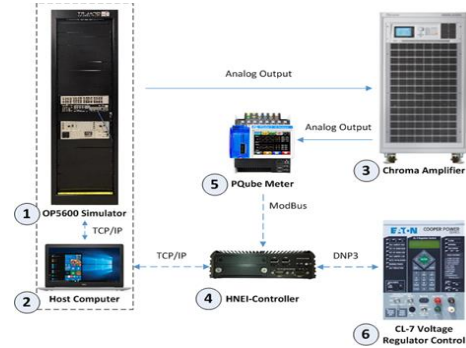 Analog Output
Analog Output
3
Chroma Amplifier
5
PQube Meter
1
OP5600 Simulator
TCP/IP
ModBus
TCP/IP
DNP3
2
Host Computer
4
HNEI-Controller
EATON
COOPER POWER
6
CL-7 Voltage
Regulator Control